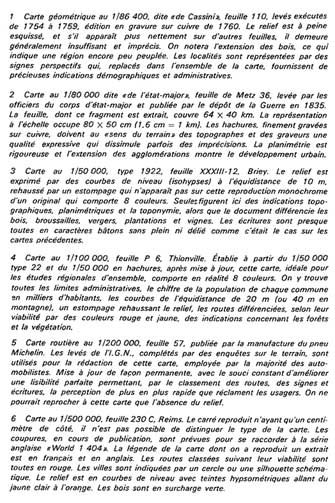 1 Carte géométrique au 1/86 400, dite «de Cassini», feuille 110, levés exécutés
de 1754 à 1759, édition en gravure sur cuivre de 1760. Le relief est à peine
esquissé, et s'il apparaît plus nettement sur d'autres feuilles, il demeure
généralement insuffisant et imprécis. On notera l'extension des bois, ce qui
indique une région encore peu peuplée. Les localités sont représentées par des
signes perspectifs qui, replacés dans l'ensemble de la carte, fournissent de
précieuses indications démographiques et administratives.
2 Carte au 1/80 000 dite «de l'état-major», feuille de Metz 36, levée par les
officiers du corps d'état-major et publiée par le dépôt de la Guerre en 1835.
La feuille, dont ce fragment est extrait, couvre 64 × 40 km. La représentation
à l'échelle occupe 80 × 50 cm (1,6 cm = 1 km). Les hachures, finement gravées
sur cuivre, doivent au «sens du terrain» des topographes et des graveurs une
qualité expressive qui dissimule parfois des imprécisions. La planimétrie est
rigoureuse et l'extension des agglomérations montre le développement urbain.
3 Carte au 1/50 000, type 1922, feuille XXXIII-12, Briey. Le relief est
exprimé par des courbes de niveau (isohypses) à l'équidistance de 10 m,
rehaussé par un estompage qui n'apparaît pas sur cette reproduction monochrome
d'un original qui comporte 8 couleurs. Seules figurent ici des indications topo-
graphiques, planimétriques et la toponymie, alors que le document différencie les
bois, broussailles, vergers, plantations et vignes. Les écritures sont presque
toutes en caractères bâtons sans plein ni délié comme c'était le cas sur les
cartes précédentes.
4 Carte au 1/100 000, feuille P 6, Thionville. Établie à partir du 1/50 000
type 22 et du 1/50 000 en hachures, après mise à jour, cette carte, idéale pour
les études régionales d'ensemble, comporte en réalité 8 couleurs. On y trouve
toutes les limites administratives, le chiffre de la population de chaque commune
en milliers d'habitants, les courbes de l'équidistance de 20 m (ou 40 m en
montagne), un estompage rehaussant le relief, les routes différenciées, selon leur
viabilité par des couleurs rouge et jaune, des indications concernant les forêts
et la végétation.
5 Carte routière au 1/200 000, feuille 57, publiée par la manufacture du pneu
Michelin. Les levés de l'I.G.N., complétés par des enquêtes sur le terrain, sont
utilisés pour la rédaction de cette carte, employée par la majorité des auto-
mobilistes. Mise à jour de façon permanente, avec le souci constant d'améliorer
une lisibilité parfaite permettant, par le classement des routes, des signes et
écritures, la perception de plus en plus rapide que réclament les usagers. On ne
pourrait reprocher à cette carte que l'absence du relief.
6 Carte au 1/500 000, feuille 230 C, Reims. Le carré reproduit n'ayant qu'un centi-
mètre de côté, il n'est pas possible de distinguer le type de la carte. Les
coupures, en cours de publication, sont prévues pour se raccorder à la série
anglaise «World 1 404». La légende de la carte dont on a reproduit un extrait
est en français et en anglais. Les routes classées suivant leur viabilité sont
toutes en rouge. Les villes sont indiquées par un cercle ou une silhouette schéma-
tique. Le relief est en courbes de niveau avec teintes hypsométriques allant du
jaune clair à l'orange. Les bois en surcharge verte.